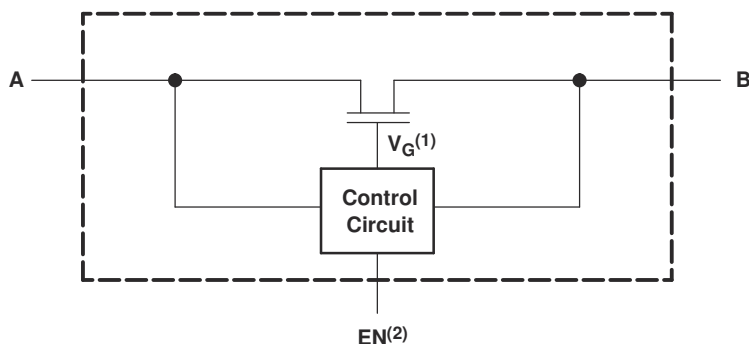 A
B
VG(1)
Control
Circuit
EN(2)